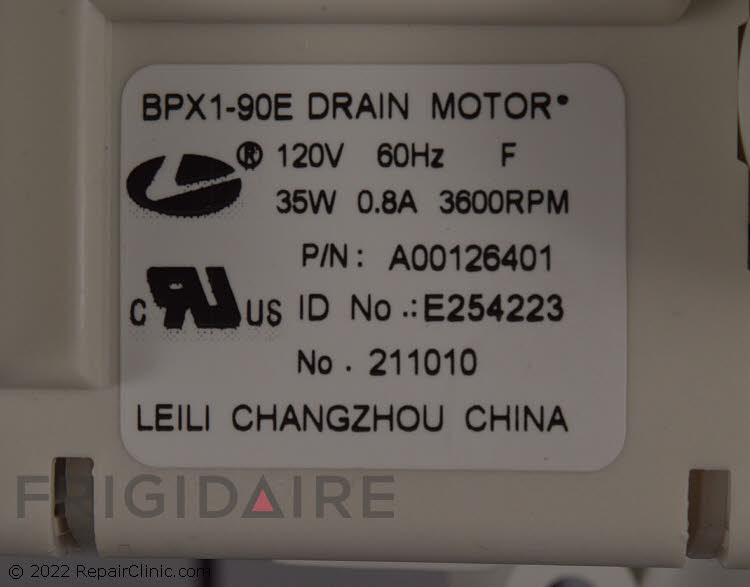 BPX1-90E DRAIN MOTOR
® 120V 60Hz F
35W 0.8A 3600RPM
P/N: A00126401
C US ID No.:E254223
No. 211010
LEILI CHANGZHOU CHINA
FRIGIDAIRE
© 2022 RepairClinic.com/®